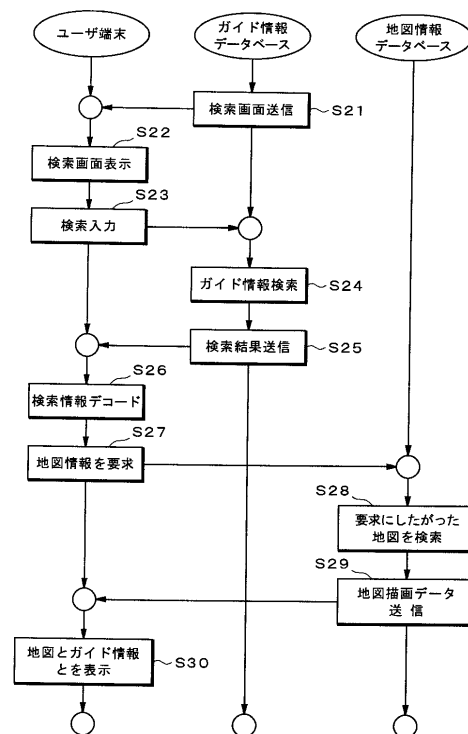 ユーザ端末
ガイド情報
データベース
地図情報
データベース
検索画面送信
S21
S22
検索画面表示
S23
検索入力
ガイド情報検索
S24
検索結果送信
S25
S26
検索情報デコード
S27
地図情報を要求
S28
要求にしたがった
地図を検索
S29
地図描画データ
送 信
地図とガイド情報
とを表示
S30